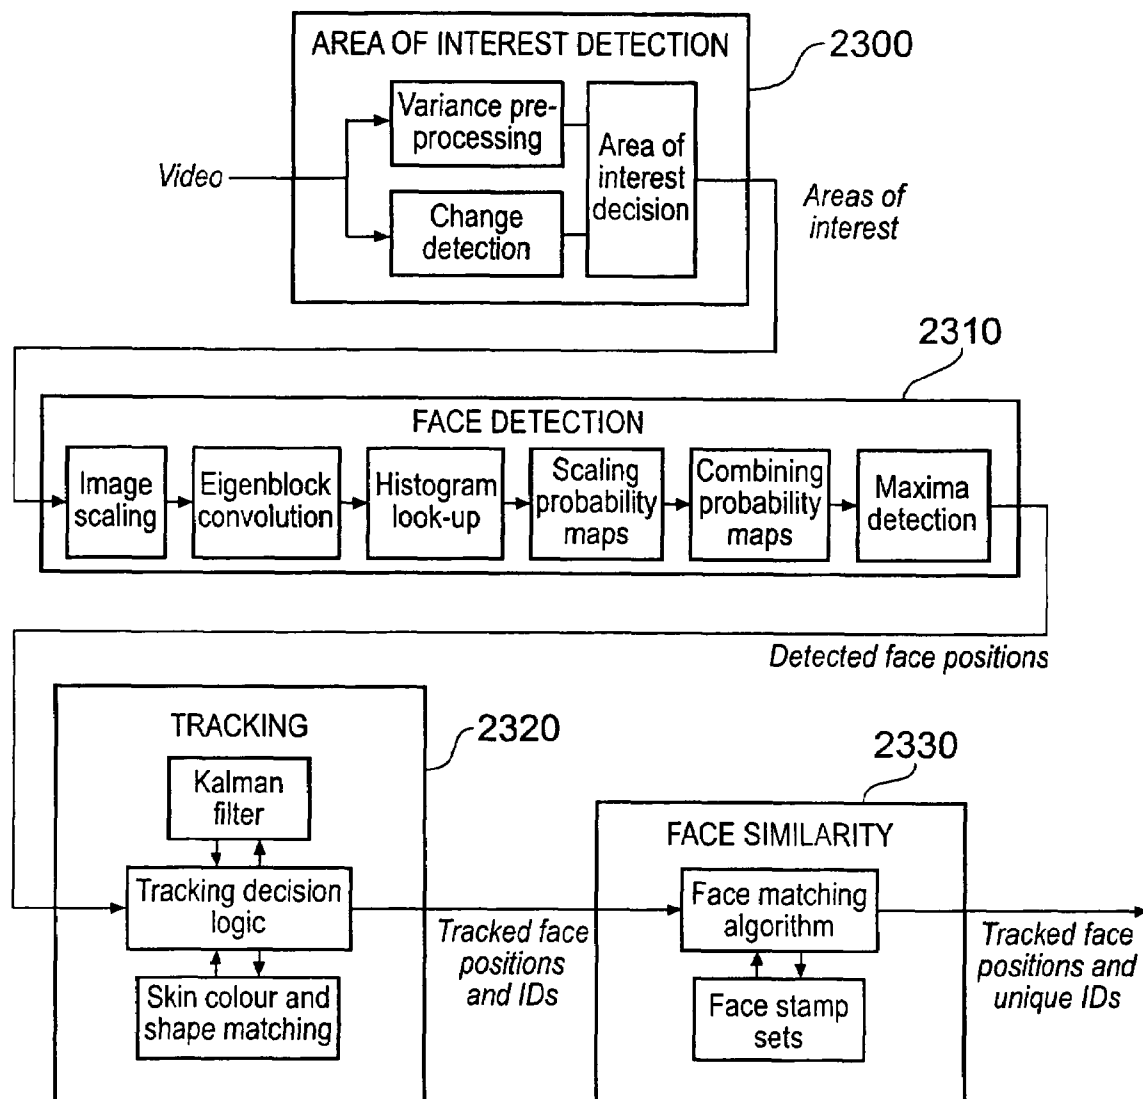 AREA OF INTEREST DETECTION
2300
Variance pre-
processing
Area of
interest
decision
Video
Change
detection
Areas of
interest
2310
FACE DETECTION
Image
scaling
Eigenblock
convolution
Histogram
look-up
Scaling
probability
maps
Combining
probability
maps
Maxima
detection
Detected face positions
TRACKING
2320
Kalman
filter
Tracking decision
logic
Skin colour and
shape matching
Tracked face
positions
and IDs
2330
FACE SIMILARITY
Face matching
algorithm
Face stamp
sets
Tracked face
positions and
unique IDs